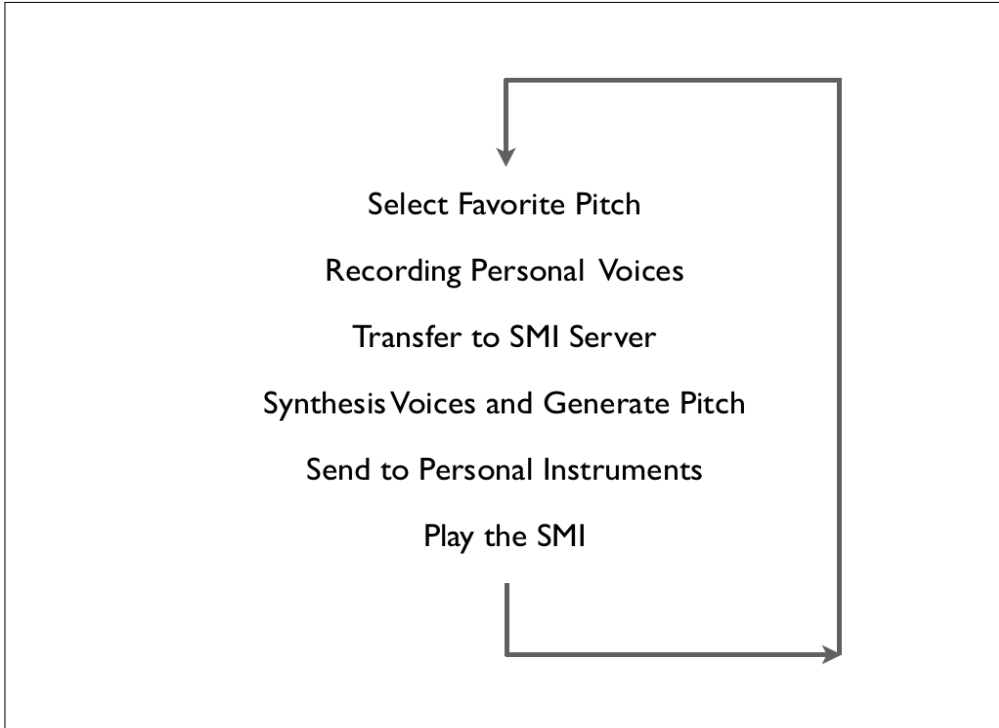 Select Favorite Pitch
Recording Personal Voices
Transfer to SMI Server
Synthesis Voices and Generate Pitch
Send to Personal Instruments
Play the SMI